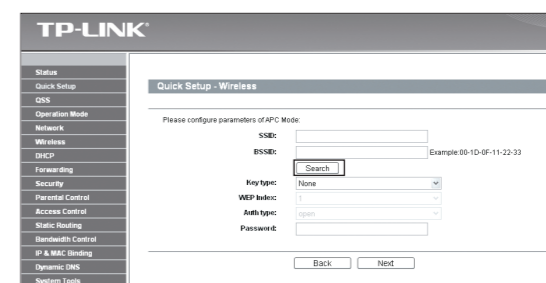 TP-LINK®
Status
Quick Setup
QSS
Operation Mode
Network
Wireless
DHCP
Forwarding
Security
Parental Control
Access Control
Static Routing
Bandwidth Control
IP & MAC Binding
Dynamic DNS
System Tools
Quick Setup - Wireless
Please configure parameters of APC Mode:
SSID:
BSSID: Example:00-1D-0F-11-22-33
Search
Key type: None
WEP Index: 1
Auth type: open
Password:
Back Next